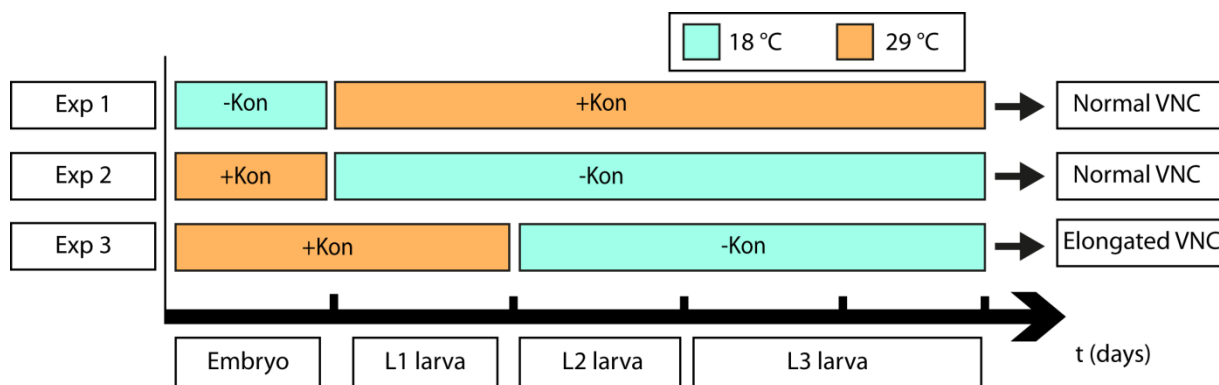 18 °C 29 °C
Exp 1 -Kon +Kon Normal VNC
Exp 2 +Kon -Kon Normal VNC
Exp 3 +Kon -Kon Elongated VNC
Embryo L1 larva L2 larva L3 larva t (days)